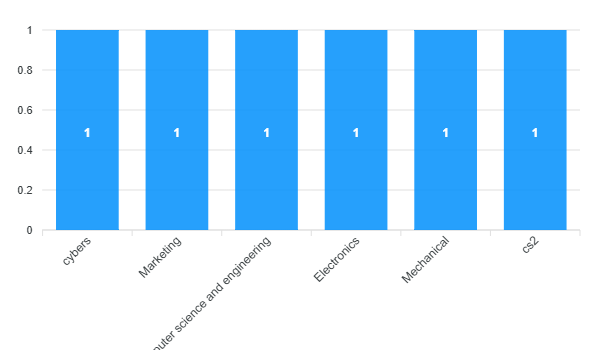 1
0.8
0.6
0.4
0.2
0
1 1 1 1 1 1
cybers
Marketing
science and engineering
Electronics
Mechanical
cs2